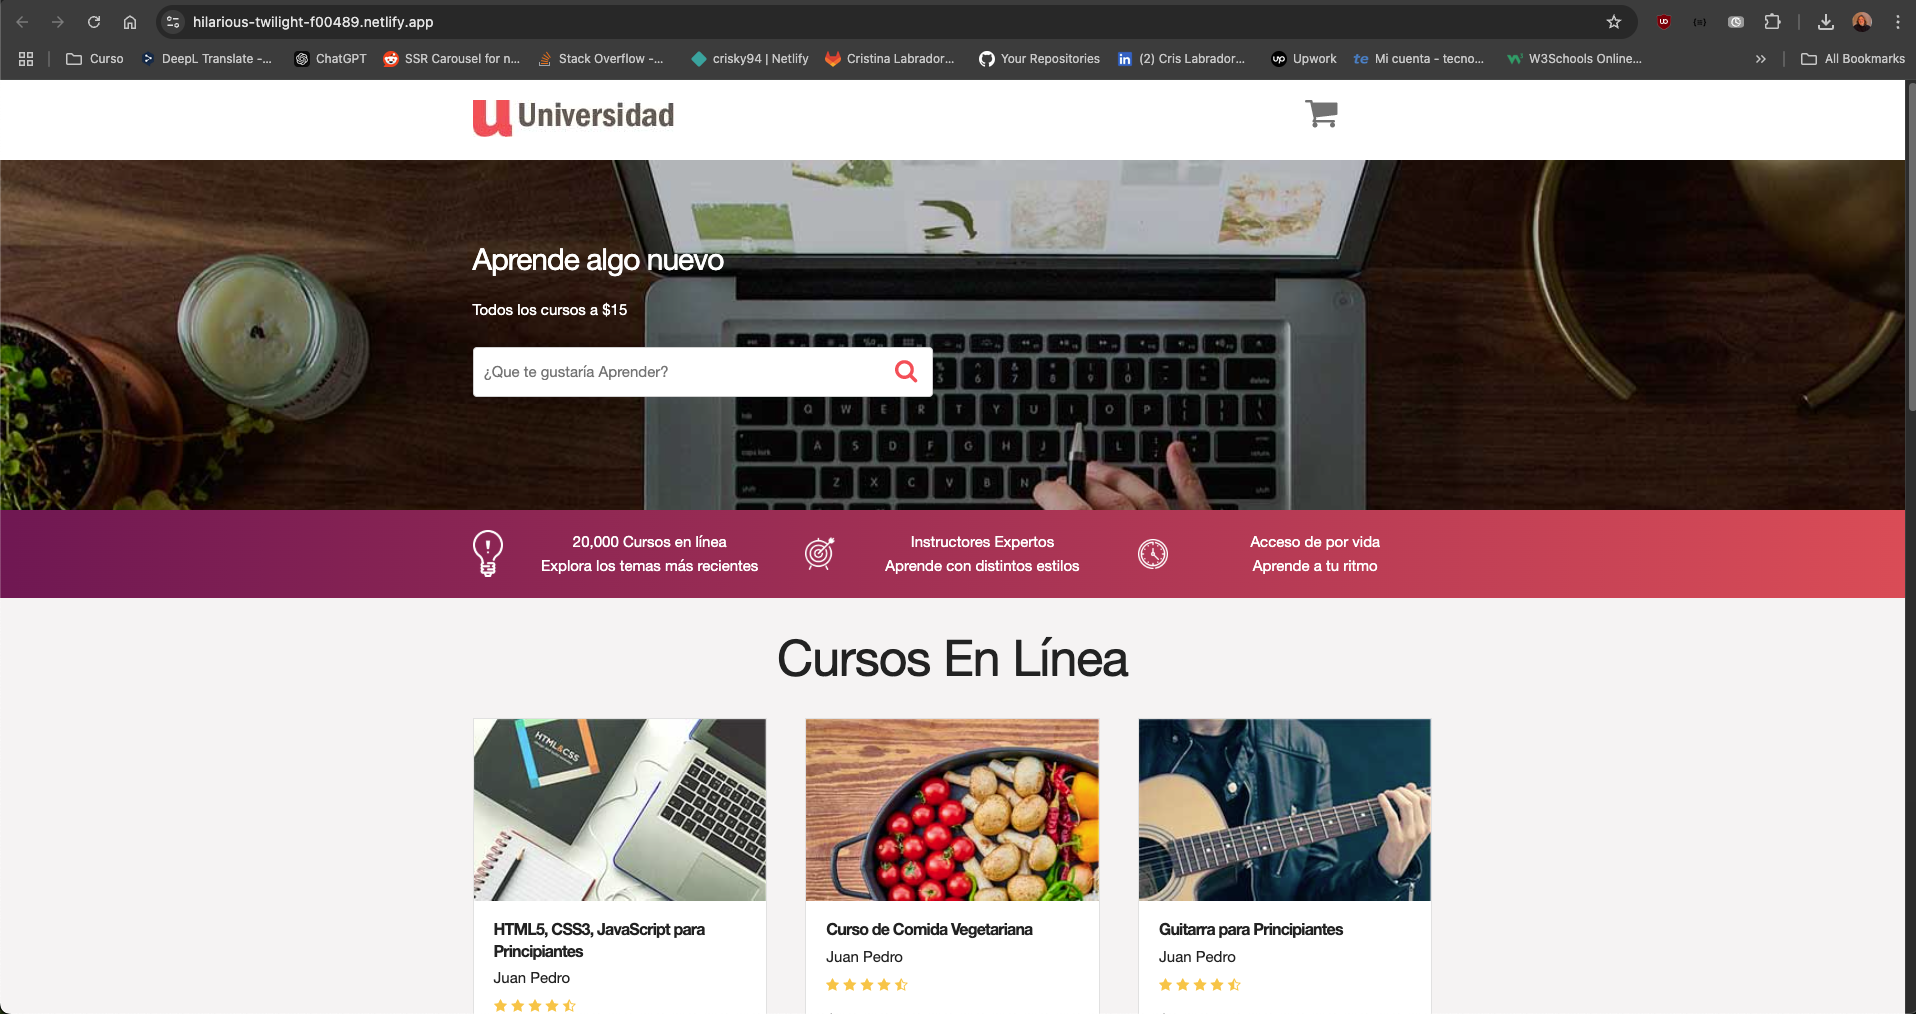 hilarious-twilight-f00489.netlify.app
Curso
DeepL Translate -...
ChatGPT
SSR Carousel for n...
Stack Overflow -...
crisky94 | Netlify
Cristina Labrador...
Your Repositories
(2) Cris Labrador...
Upwork
Mi cuenta - tecno...
W3Schools Online...
All Bookmarks
u Universidad
Aprende algo nuevo
Todos los cursos a $15
¿Que te gustaría Aprender?
20,000 Cursos en línea
Explora los temas más recientes
Instructores Expertos
Aprende con distintos estilos
Acceso de por vida
Aprende a tu ritmo
Cursos En Línea
HTML&CSS
HTML5, CSS3, JavaScript para
Principiantes
Juan Pedro
Curso de Comida Vegetariana
Juan Pedro
Guitarra para Principiantes
Juan Pedro